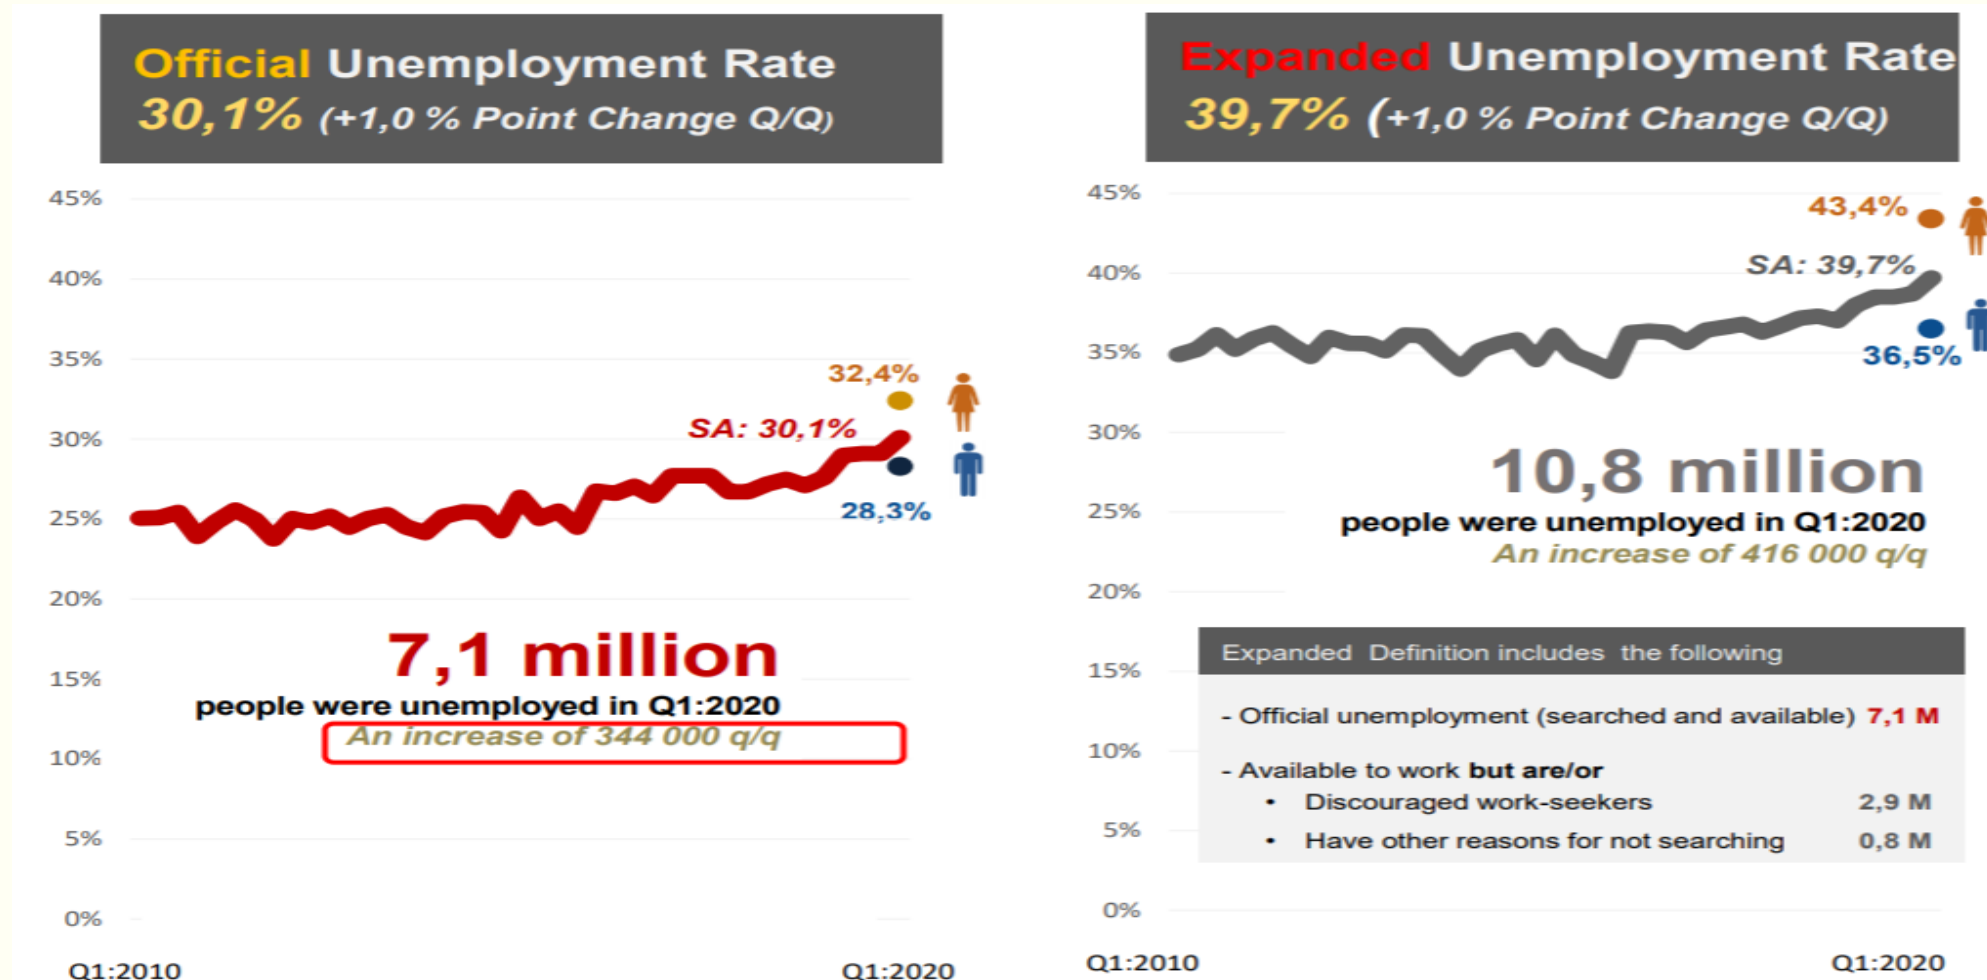 Official Unemployment Rate
30,1% (+1,0 % Point Change Q/Q)
45%
40%
35%
30%
25%
20%
15%
10%
5%
0%
32,4%
SA: 30,1%
28,3%
7,1 million
people were unemployed in Q1:2020
An increase of 344 000 q/q
Q1:2010
Q1:2020
Expanded Unemployment Rate
39,7% (+1,0 % Point Change Q/Q)
45%
40%
35%
30%
25%
20%
15%
10%
5%
0%
43,4%
SA: 39,7%
36,5%
10,8 million
people were unemployed in Q1:2020
An increase of 416 000 q/q
Expanded Definition includes the following
- Official unemployment (searched and available) 7,1 M
- Available to work but are/or
• Discouraged work-seekers 2,9 M
• Have other reasons for not searching 0,8 M
Q1:2010
Q1:2020